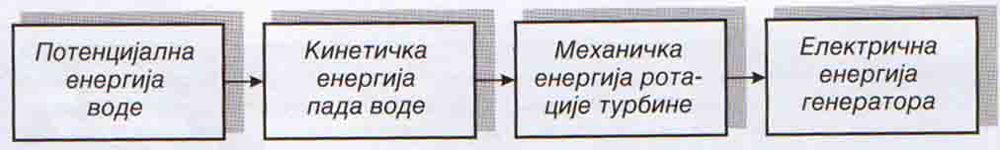 Потенцијална
енергија
воде
Кинетичка
енергија
пада воде
Механичка
енергија рота-
ције турбине
Електрична
енергија
генератора